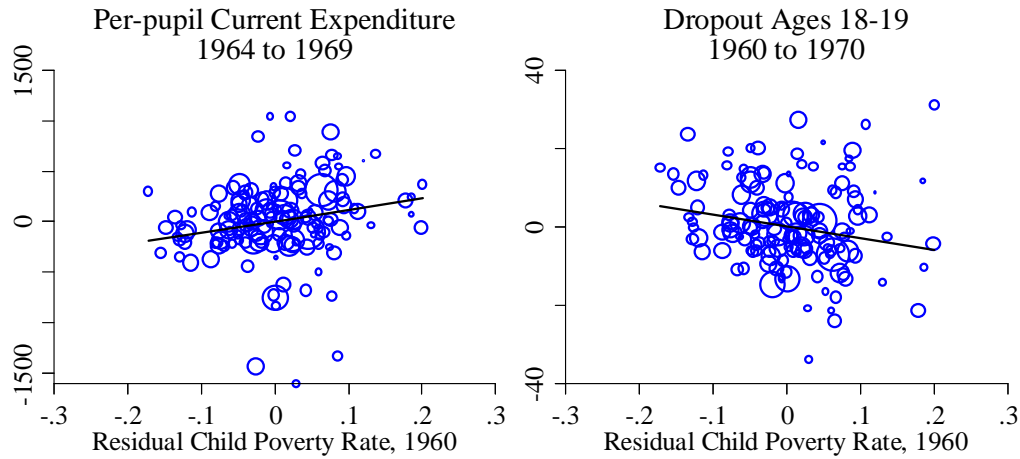 Per-pupil Current Expenditure
1964 to 1969
1500
0
-1500
-.3 -.2 -.1 0 .1 .2 .3
Residual Child Poverty Rate, 1960
Dropout Ages 18-19
1960 to 1970
40
0
-40
-.3 -.2 -.1 0 .1 .2 .3
Residual Child Poverty Rate, 1960